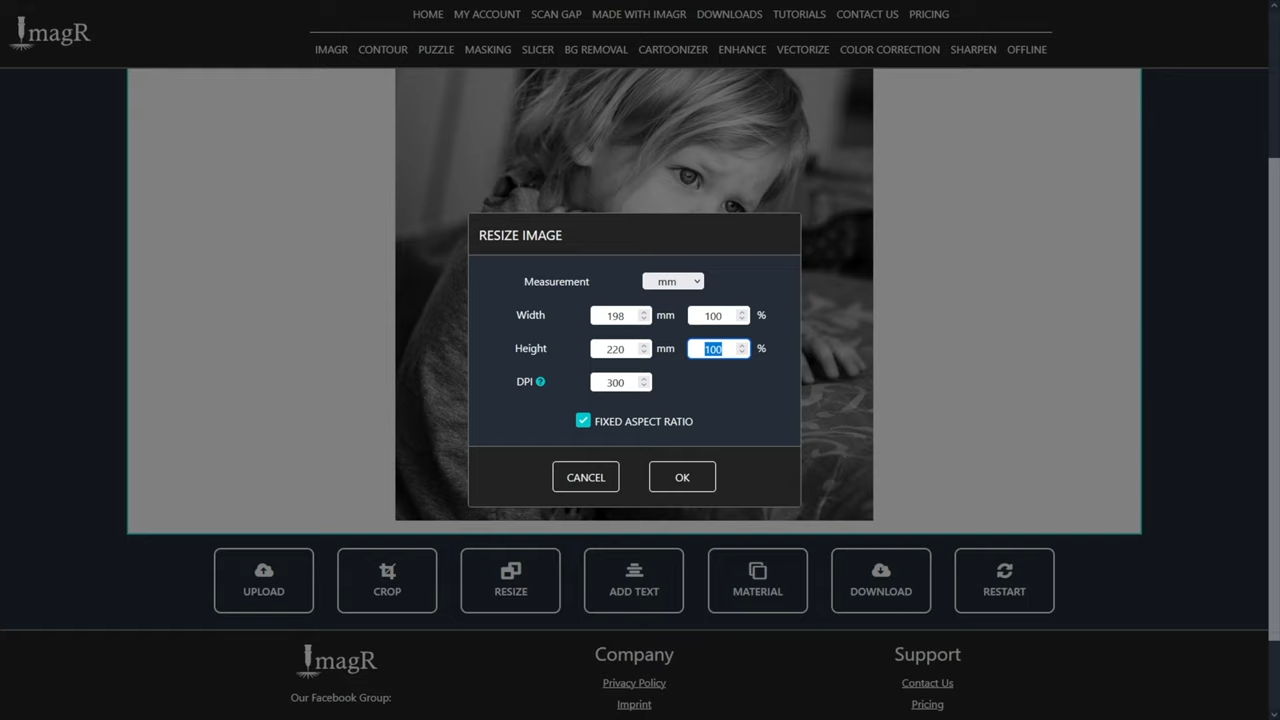 ImagR
HOME MY ACCOUNT SCAN GAP MADE WITH IMAGR DOWNLOADS TUTORIALS CONTACT US PRICING
IMAGR CONTOUR PUZZLE MASKING SLICER BG REMOVAL CARTOONIZER ENHANCE VECTORIZE COLOR CORRECTION SHARPEN OFFLINE
RESIZE IMAGE
Measurement mm
Width 198 mm 100 %
Height 220 mm 100 %
DPI ? 300
FIXED ASPECT RATIO
CANCEL OK
UPLOAD CROP RESIZE ADD TEXT MATERIAL DOWNLOAD RESTART
ImagR Company Support
Our Facebook Group: Privacy Policy Contact Us
Imprint Pricing